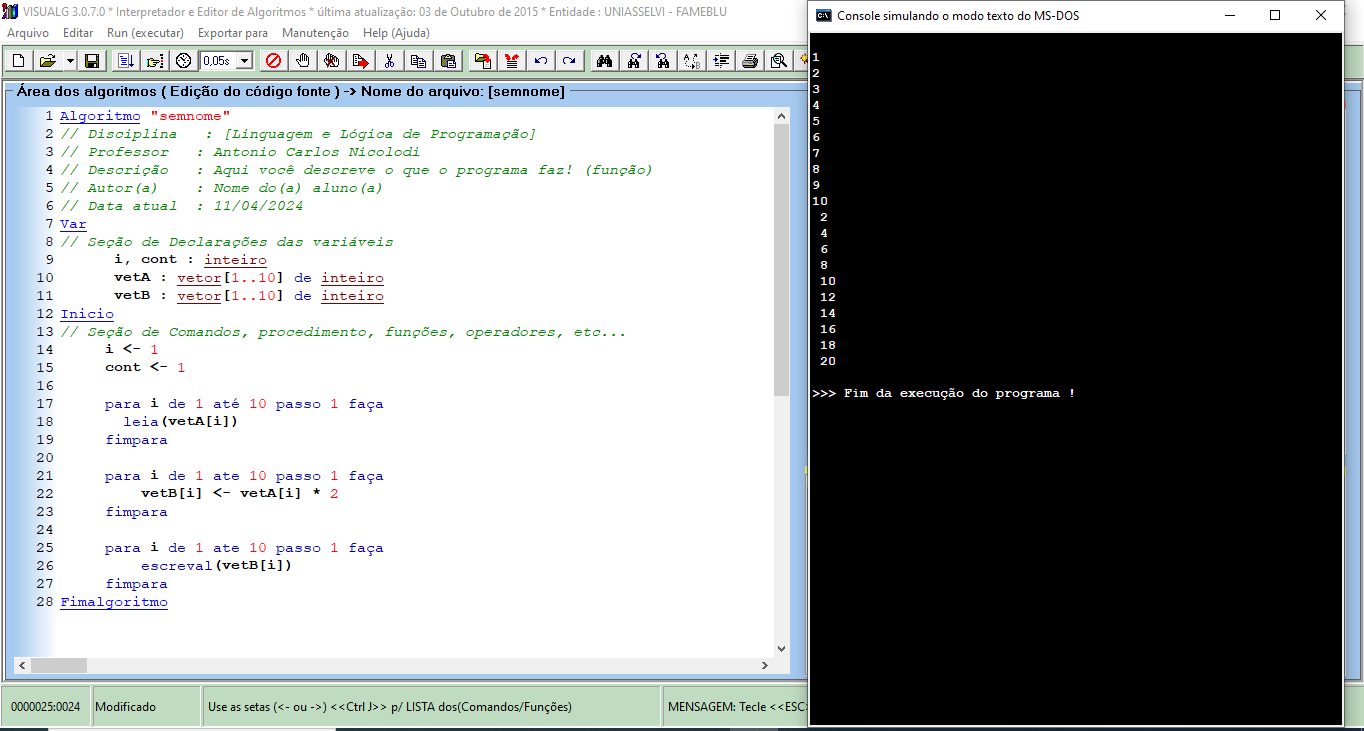 VISUALG 3.0.7.0 * Interpretador e Editor de Algoritmos * última atualização: 03 de Outubro de 2015 * Entidade : UNIASSELVI - FAMEBLU
Arquivo Editar Run (executar) Exportar para Manutenção Help (Ajuda)
0,05s
Área dos algoritmos ( Edição do código fonte ) -> Nome do arquivo: [semnome]
1 Algoritmo "semnome"
2 // Disciplina : [Linguagem e Lógica de Programação]
3 // Professor : Antonio Carlos Nicolodi
4 // Descrição : Aqui você descreve o que o programa faz! (função)
5 // Autor(a) : Nome do(a) aluno(a)
6 // Data atual : 11/04/2024
7 Var
8 // Seção de Declarações das variáveis
9 i, cont : inteiro
10 vetA : vetor[1..10] de inteiro
11 vetB : vetor[1..10] de inteiro
12 Inicio
13 // Seção de Comandos, procedimento, funções, operadores, etc...
14 i <- 1
15 cont <- 1
16
17 para i de 1 até 10 passo 1 faça
18 leia(vetA[i])
19 fimpara
20
21 para i de 1 ate 10 passo 1 faça
22 vetB[i] <- vetA[i] * 2
23 fimpara
24
25 para i de 1 ate 10 passo 1 faça
26 escreval(vetB[i])
27 fimpara
28 Fimalgoritmo
0000025:0024 Modificado Use as setas (<- ou ->) <<Ctrl J>> p/ LISTA dos(Comandos/Funções) MENSAGEM: Tecle <<ESC>
Console simulando o modo texto do MS-DOS
1
2
3
4
5
6
7
8
9
10
2
4
6
8
10
12
14
16
18
20
>>> Fim da execução do programa !